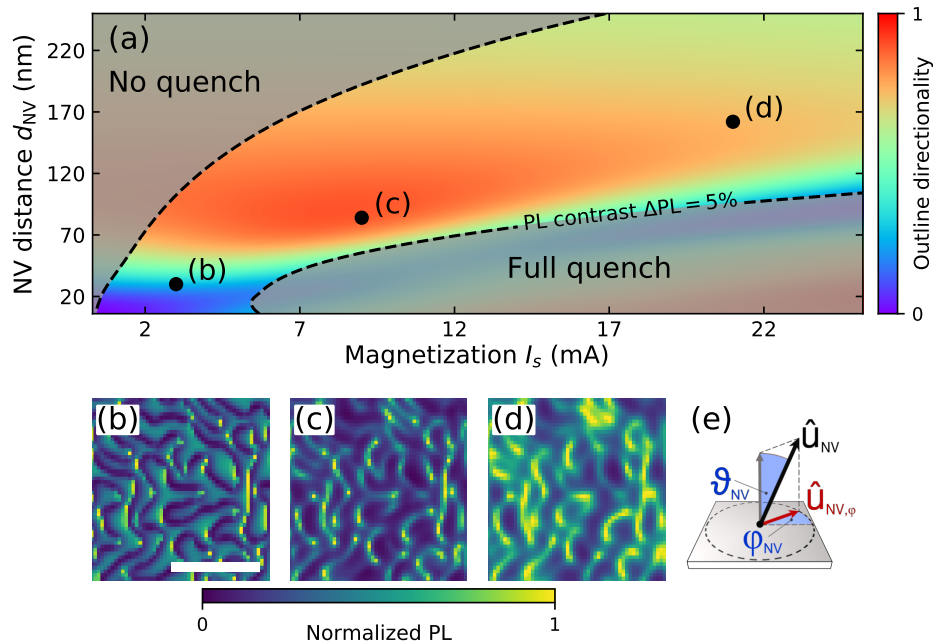 (a)
No quench
(b)
(c)
(d)
PL contrast ΔPL = 5%
Full quench
220
170
120
70
20
NV distance d_NV (nm)
2 7 12 17 22
Magnetization I_s (mA)
1
0
Outline directionality
(b) (c) (d) (e)
û_NV
ϑ_NV
û_NV,φ
φ_NV
0 1
Normalized PL